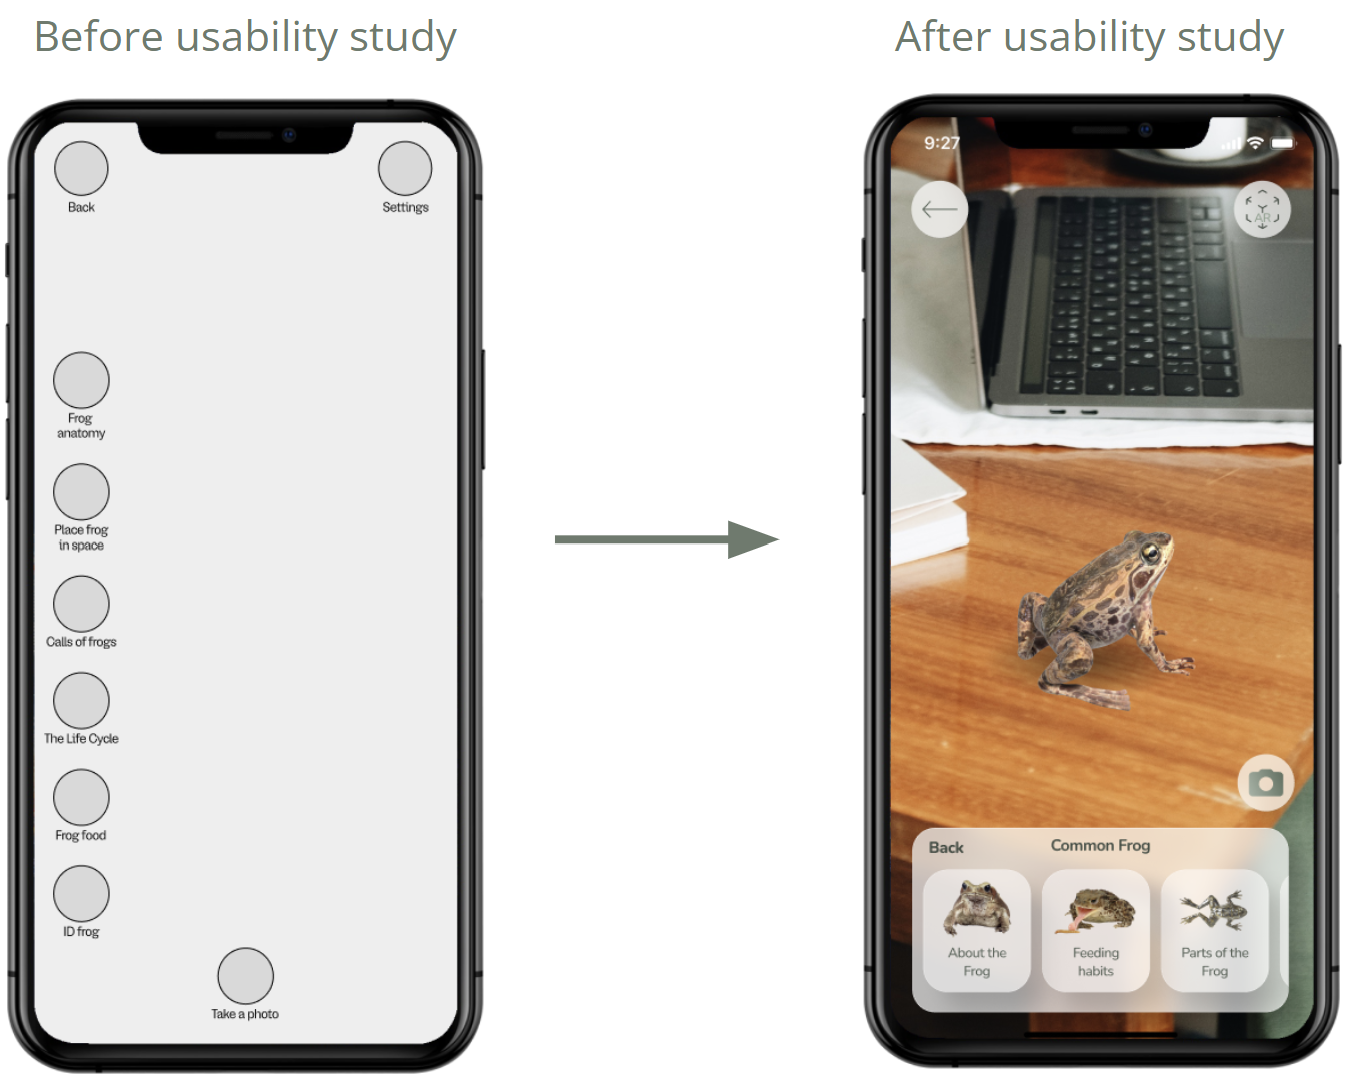 Before usability study
After usability study
Back
Settings
Frog
anatomy
Place frog
in space
Calls of frogs
The Life Cycle
Frog food
ID frog
Take a photo
9:27
AR
Back
Common Frog
About the
Frog
Feeding
habits
Parts of the
Frog